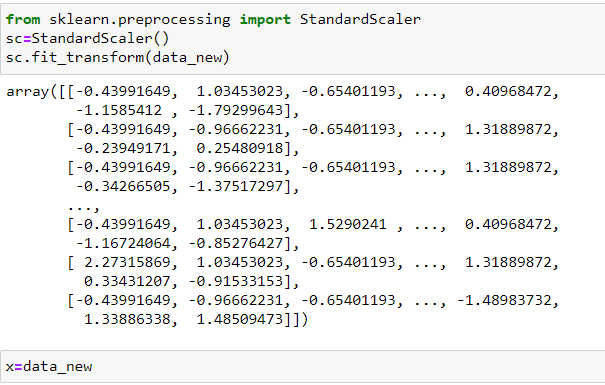 from sklearn.preprocessing import StandardScaler
sc=StandardScaler()
sc.fit_transform(data_new)
array([[-0.43991649,  1.03453023, -0.65401193, ...,  0.40968472,
        -1.1585412 , -1.79299643],
       [-0.43991649, -0.96662231, -0.65401193, ...,  1.31889872,
        -0.23949171,  0.25480918],
       [-0.43991649, -0.96662231, -0.65401193, ...,  1.31889872,
        -0.34266505, -1.37517297],
       ...,
       [-0.43991649,  1.03453023,  1.5290241 , ...,  0.40968472,
        -1.16724064, -0.85276427],
       [ 2.27315869,  1.03453023, -0.65401193, ...,  1.31889872,
         0.33431207, -0.91533153],
       [-0.43991649, -0.96662231, -0.65401193, ..., -1.48983732,
         1.33886338,  1.48509473]])
x=data_new